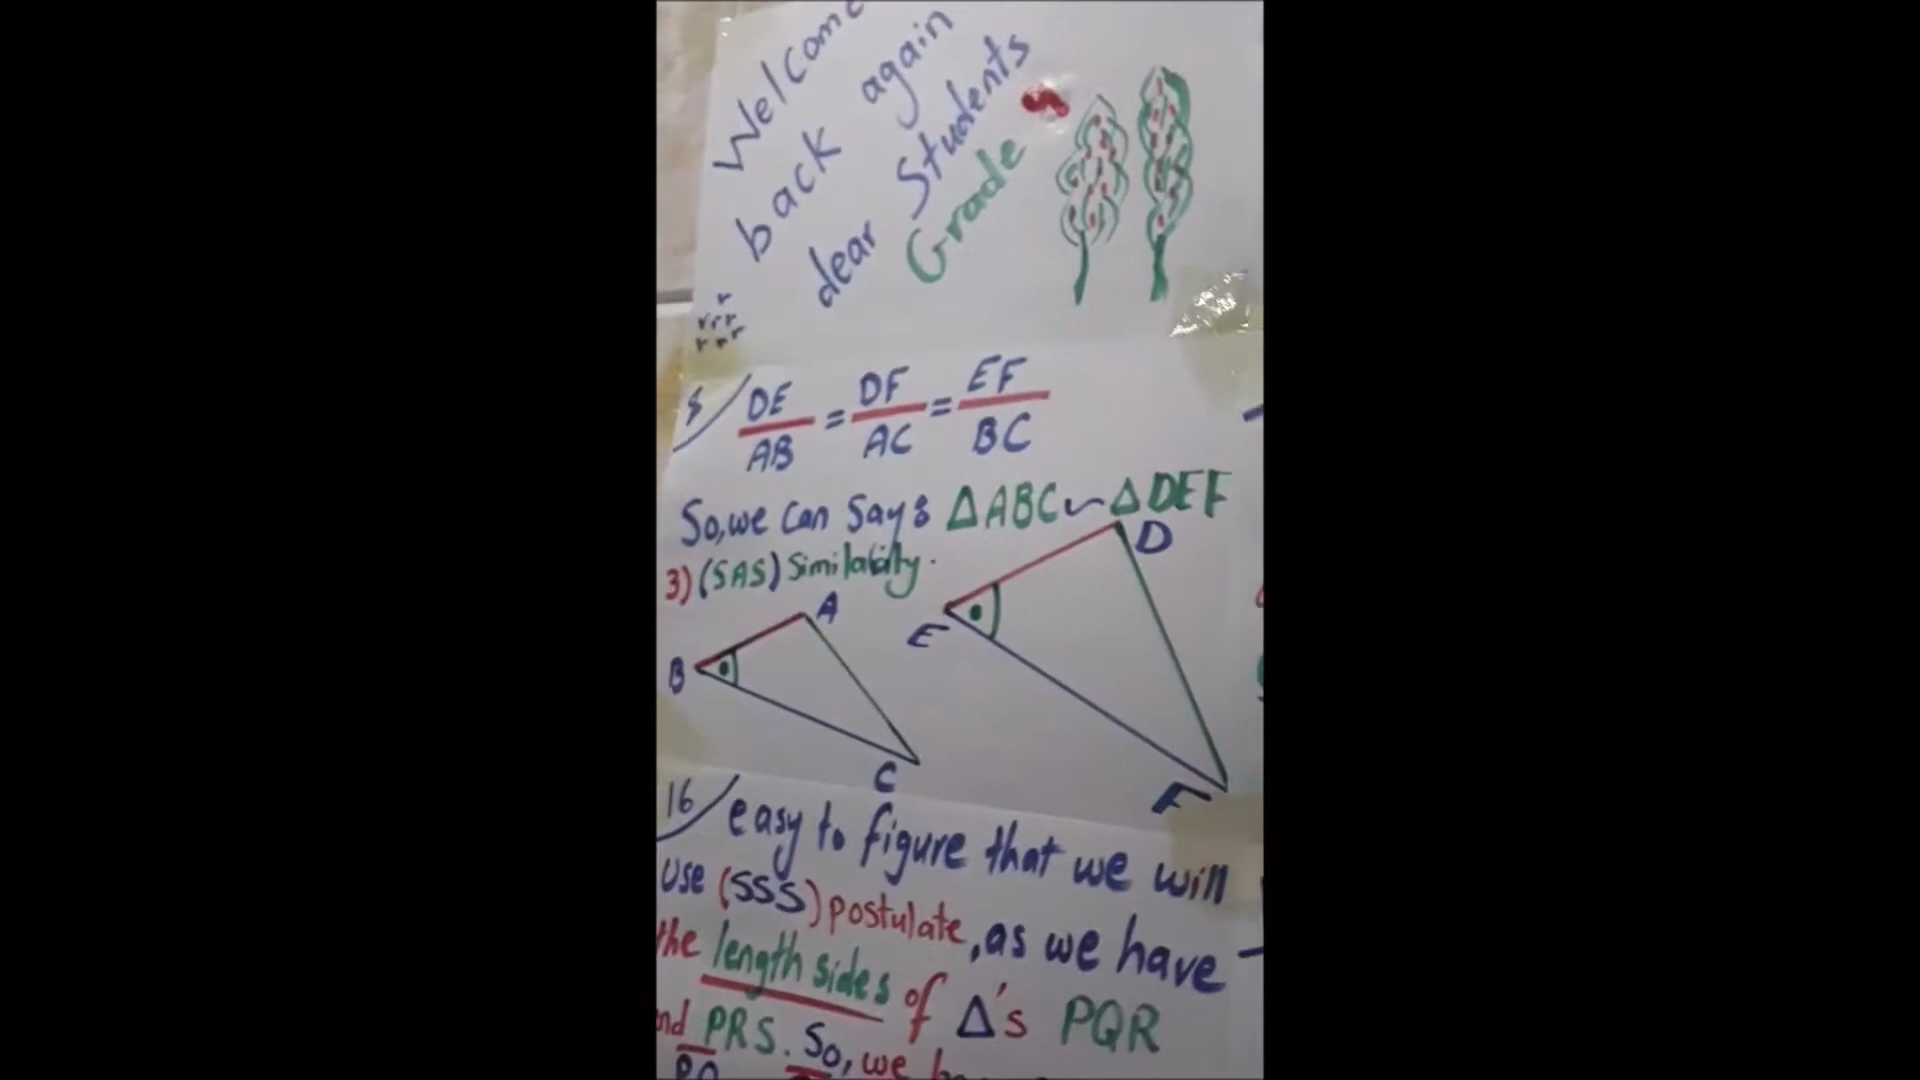 Welcome
back again
dear Students
Grade
DE/AB = DF/AC = EF/BC
So, we can say: ΔABC ~ ΔDEF
3) (SAS) Similarity.
A
B
C
D
E
F
16
easy to figure that we will
use (SSS) postulate, as we have
the length sides of Δ's PQR
and PRS. So, we